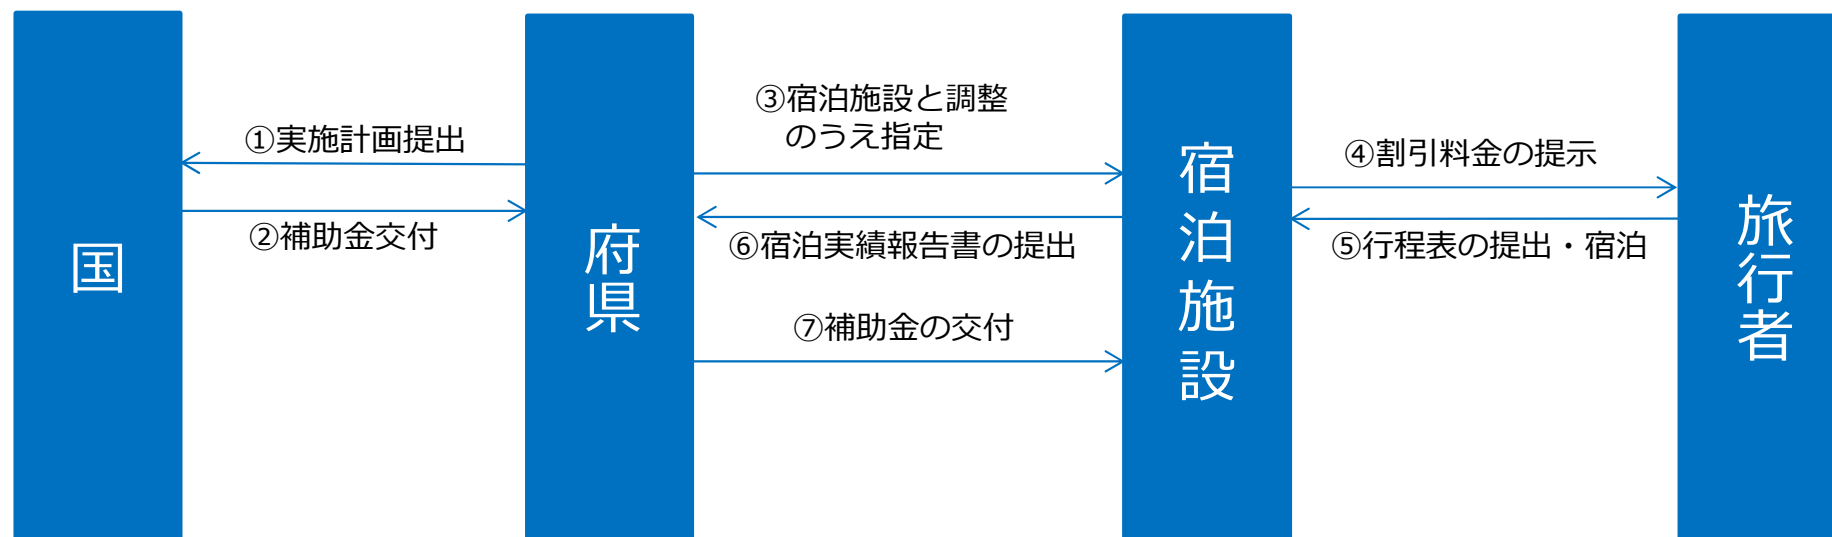 国
①実施計画提出
②補助金交付
府県
③宿泊施設と調整
のうえ指定
⑥宿泊実績報告書の提出
⑦補助金の交付
宿泊施設
④割引料金の提示
⑤行程表の提出・宿泊
旅行者